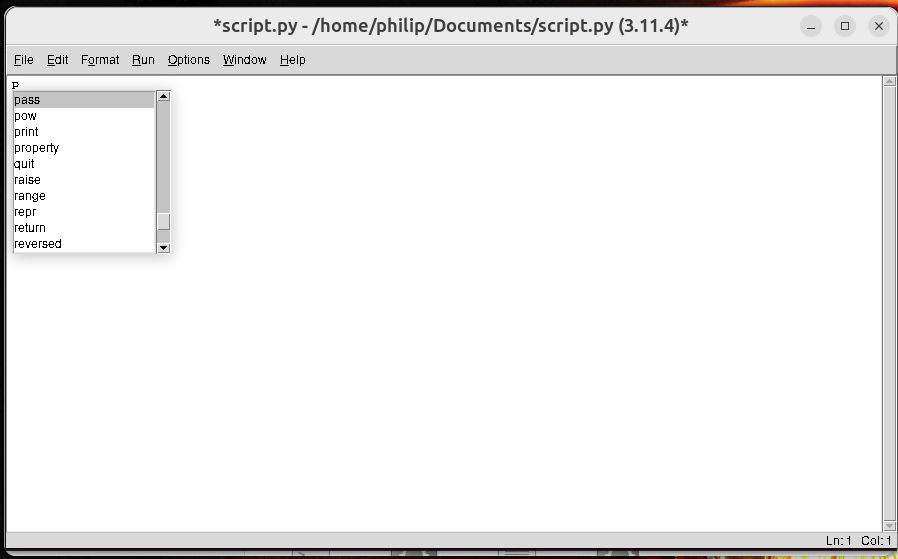 *script.py - /home/philip/Documents/script.py (3.11.4)*
File Edit Format Run Options Window Help
p
pass
pow
print
property
quit
raise
range
repr
return
reversed
Ln: 1 Col: 1